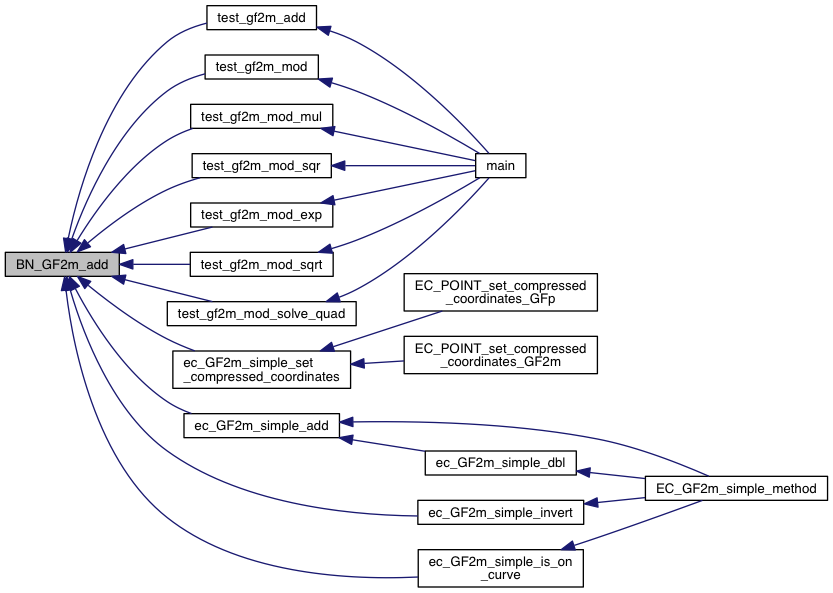 test_gf2m_add
test_gf2m_mod
test_gf2m_mod_mul
test_gf2m_mod_sqr
main
test_gf2m_mod_exp
BN_GF2m_add
test_gf2m_mod_sqrt
test_gf2m_mod_solve_quad
EC_POINT_set_compressed
_coordinates_GFp
EC_POINT_set_compressed
_coordinates_GF2m
ec_GF2m_simple_set
_compressed_coordinates
ec_GF2m_simple_add
ec_GF2m_simple_dbl
EC_GF2m_simple_method
ec_GF2m_simple_invert
ec_GF2m_simple_is_on
_curve